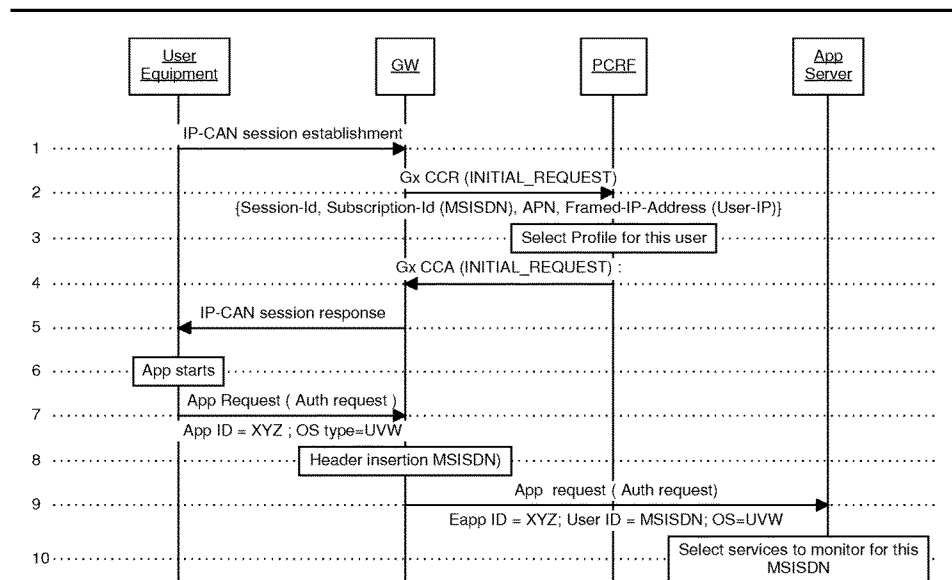 User
Equipment
GW
PCRF
App
Server
IP-CAN session establishment
1
Gx CCR (INITIAL_REQUEST)
2
{Session-Id, Subscription-Id (MSISDN), APN, Framed-IP-Address (User-IP)}
3
Select Profile for this user
Gx CCA (INITIAL_REQUEST) :
4
IP-CAN session response
5
6
App starts
App Request ( Auth request )
7
App ID = XYZ ; OS type=UVW
8
Header insertion MSISDN)
App request ( Auth request)
9
Eapp ID = XYZ; User ID = MSISDN; OS=UVW
10
Select services to monitor for this
MSISDN